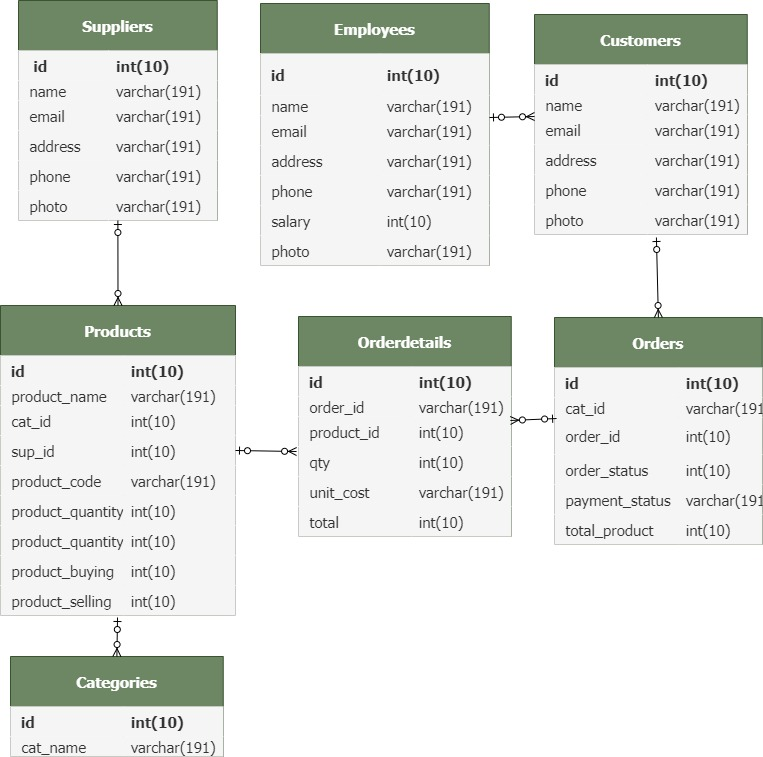 Suppliers
id int(10)
name varchar(191)
email varchar(191)
address varchar(191)
phone varchar(191)
photo varchar(191)
Employees
id int(10)
name varchar(191)
email varchar(191)
address varchar(191)
phone varchar(191)
salary int(10)
photo varchar(191)
Customers
id int(10)
name varchar(191)
email varchar(191)
address varchar(191)
phone varchar(191)
photo varchar(191)
Products
id int(10)
product_name varchar(191)
cat_id int(10)
sup_id int(10)
product_code varchar(191)
product_quantity int(10)
product_quantity int(10)
product_buying int(10)
product_selling int(10)
Orderdetails
id int(10)
order_id varchar(191)
product_id int(10)
qty int(10)
unit_cost varchar(191)
total int(10)
Orders
id int(10)
cat_id varchar(191
order_id int(10)
order_status int(10)
payment_status varchar(191
total_product int(10)
Categories
id int(10)
cat_name varchar(191)